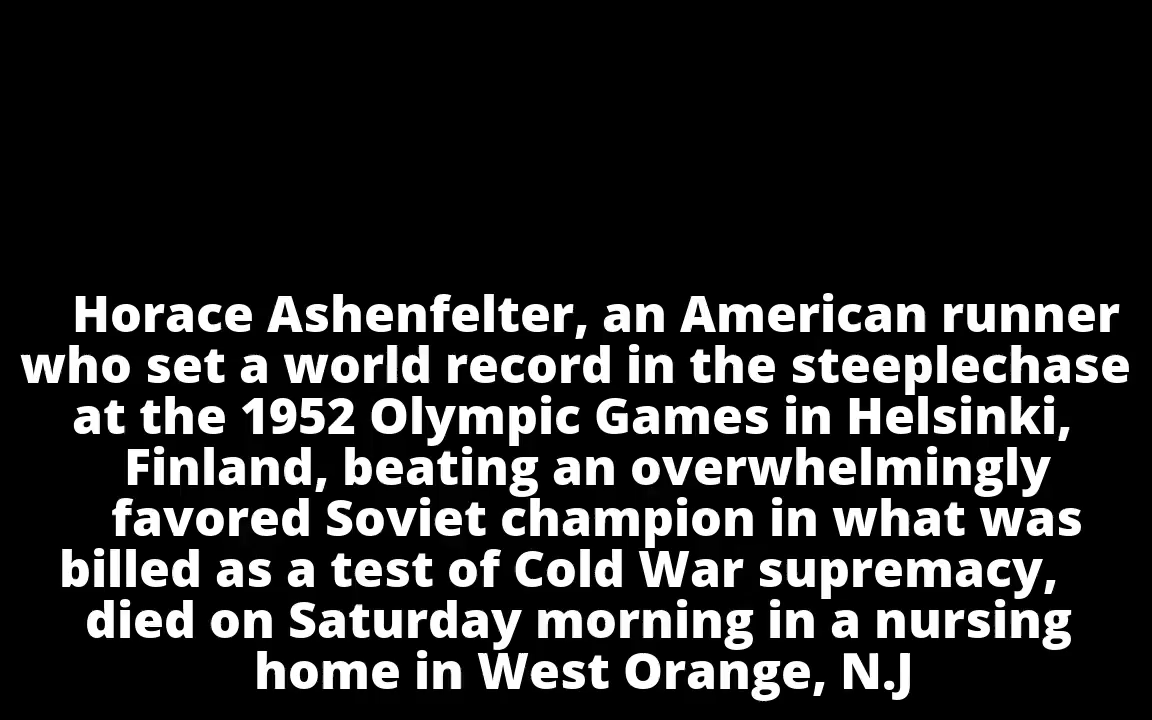 Horace Ashenfelter, an American runner
who set a world record in the steeplechase
at the 1952 Olympic Games in Helsinki,
Finland, beating an overwhelmingly
favored Soviet champion in what was
billed as a test of Cold War supremacy,
died on Saturday morning in a nursing
home in West Orange, N.J